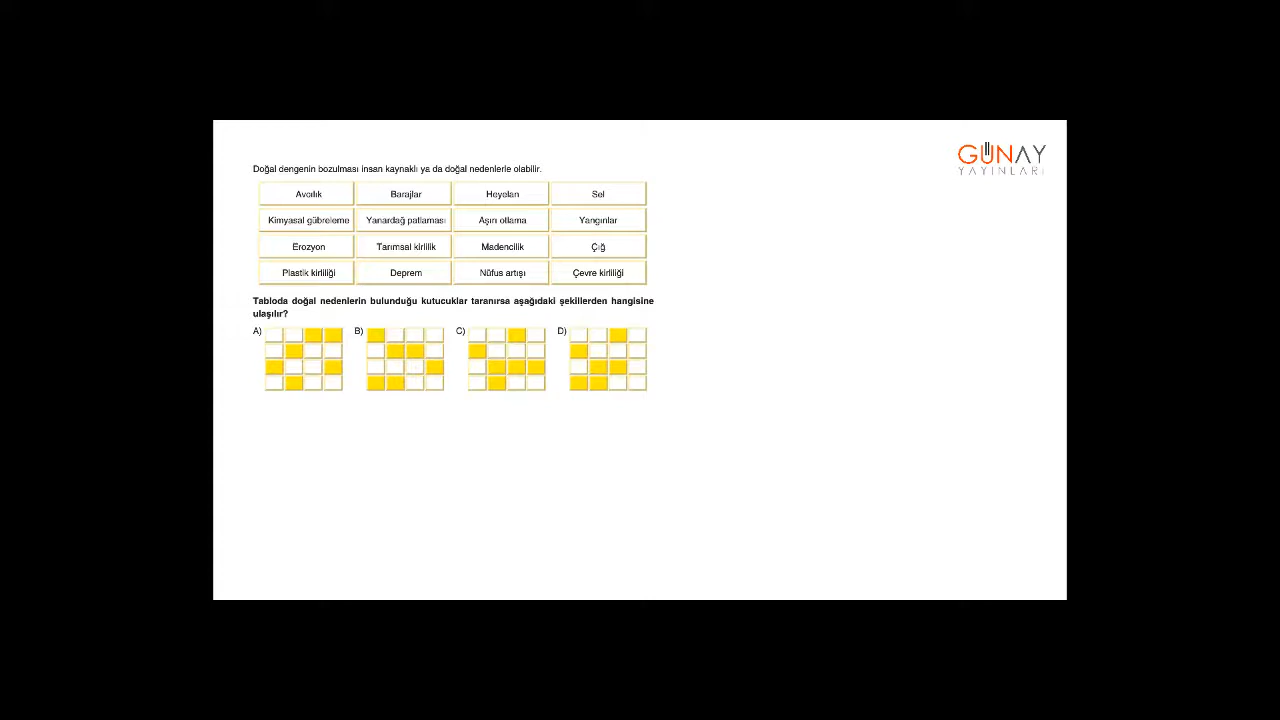 GÜNAY
YAYINLARI
Doğal dengenin bozulması insan kaynaklı ya da doğal nedenlerle olabilir.
Avcılık Barajlar Heyelan Sel
Kimyasal gübreleme Yanardağ patlaması Aşırı otlama Yangınlar
Erozyon Tarımsal kirlilik Madencilik Çığ
Plastik kirliliği Deprem Nüfus artışı Çevre kirliliği
Tabloda doğal nedenlerin bulunduğu kutucuklar taranırsa aşağıdaki şekillerden hangisine
ulaşılır?
A) B) C) D)